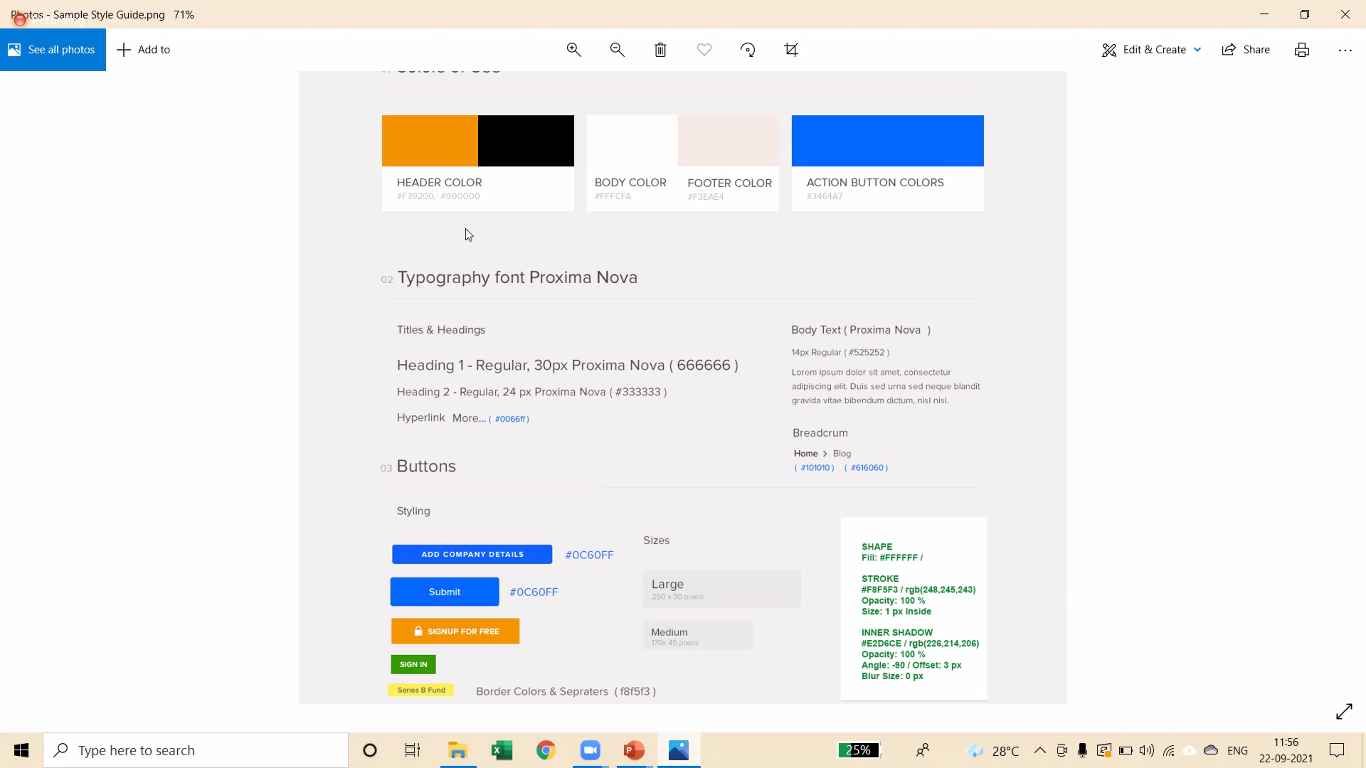 Photos - Sample Style Guide.png 71%
See all photos
Add to
Edit & Create
Share
HEADER COLOR
#F39200, #000000
BODY COLOR
#FFFCFA
FOOTER COLOR
#F3EAE4
ACTION BUTTON COLORS
#3464A7
02 Typography font Proxima Nova
Titles & Headings
Heading 1 - Regular, 30px Proxima Nova ( 666666 )
Heading 2 - Regular, 24 px Proxima Nova ( #333333 )
Hyperlink More... ( #0066ff )
Body Text ( Proxima Nova )
14px Regular ( #525252 )
Lorem ipsum dolor sit amet, consectetur
adipiscing elit. Duis sed urna sed neque blandit
gravida vitae bibendum dictum, nisl nisi.
Breadcrum
Home > Blog
( #101010 ) ( #616060 )
03 Buttons
Styling
ADD COMPANY DETAILS #0C60FF
Submit #0C60FF
SIGNUP FOR FREE
SIGN IN
Series B Fund
Border Colors & Sepraters ( f8f5f3 )
Sizes
Large
250 x 30 pixels
Medium
170x 45 pixels
SHAPE
Fill: #FFFFFF /
STROKE
#F8F5F3 / rgb(248,245,243)
Opacity: 100 %
Size: 1 px Inside
INNER SHADOW
#E2D6CE / rgb(226,214,206)
Opacity: 100 %
Angle: -90 / Offset: 3 px
Blur Size: 0 px
Type here to search
25%
28°C
ENG
11:56
22-09-2021